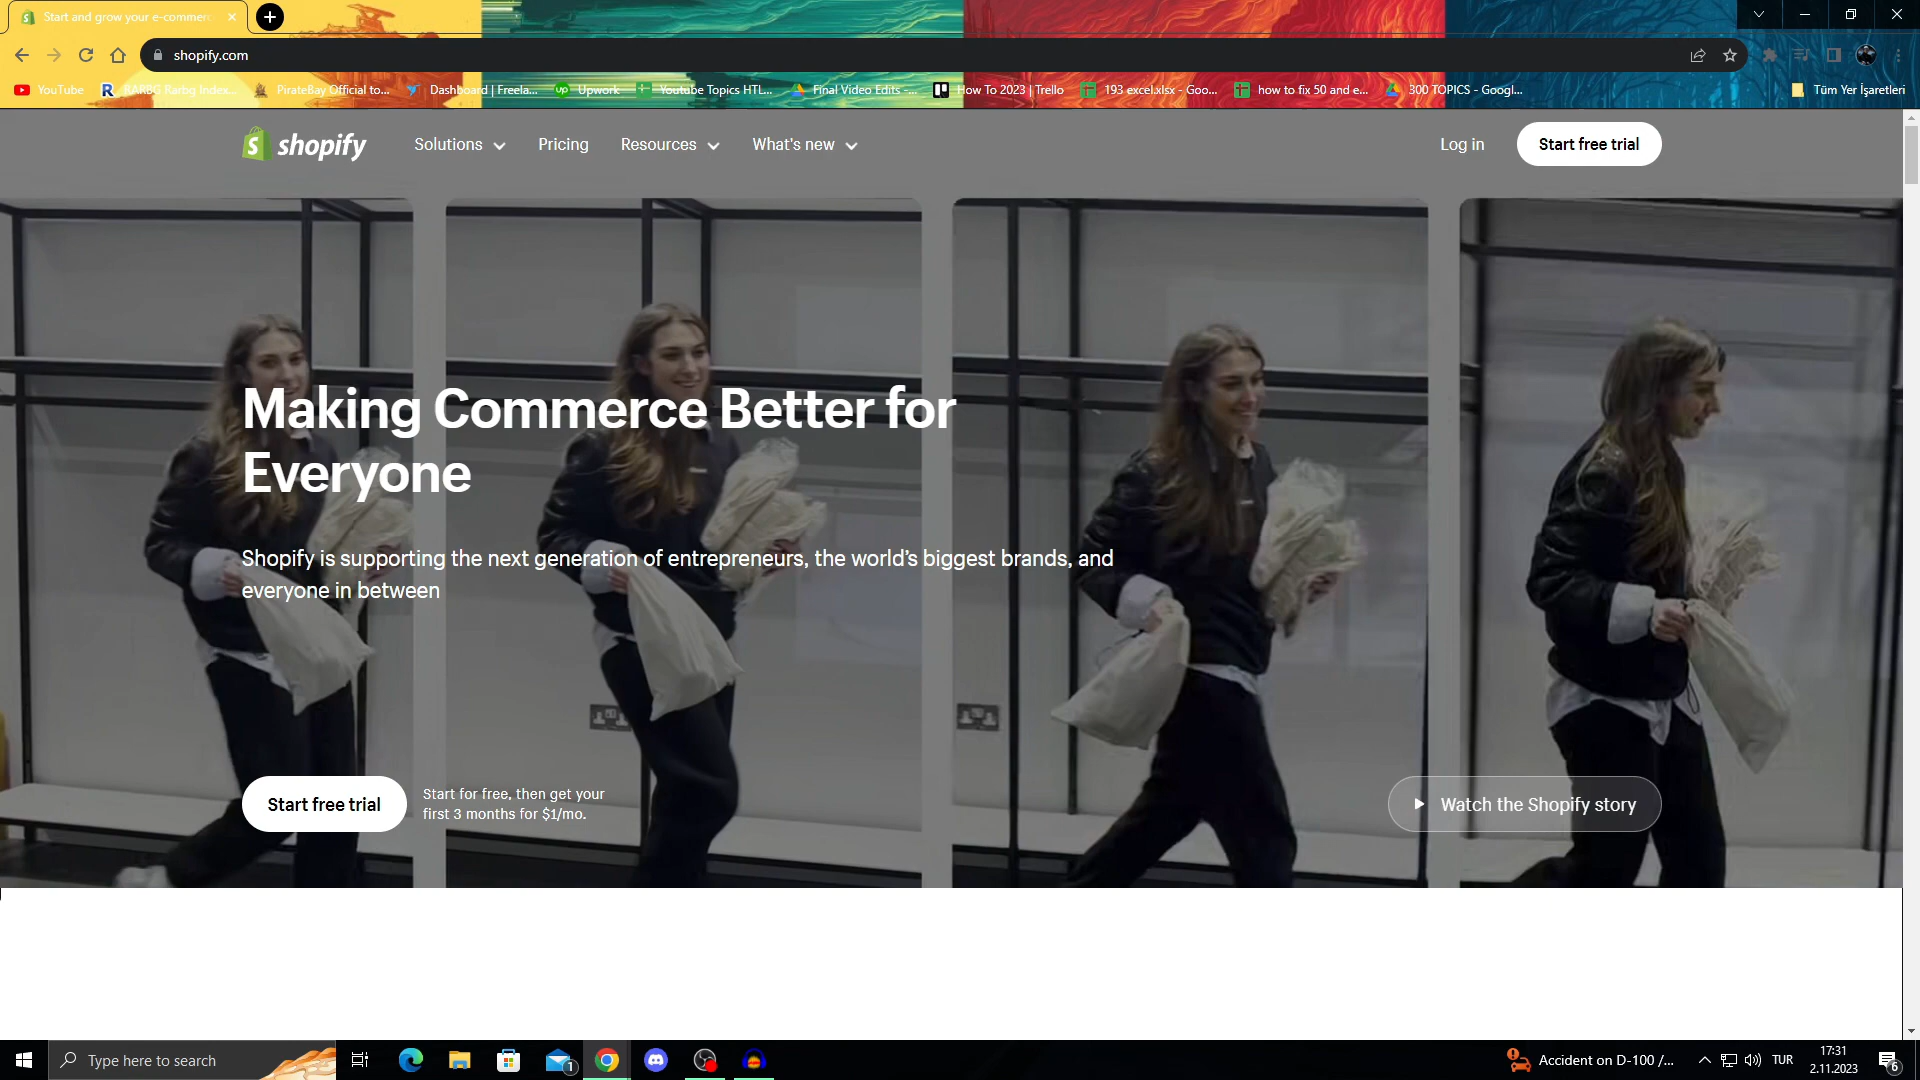 Start and grow your e-commerc
shopify.com
YouTube
RARBG Rarbg Index...
PirateBay Official to...
Dashboard | Freela...
Upwork
Youtube Topics HTL...
Final Video Edits -...
How To 2023 | Trello
193 excel.xlsx - Goo...
how to fix 50 and e...
300 TOPICS - Googl...
Tüm Yer İşaretleri
shopify
Solutions
Pricing
Resources
What's new
Log in
Start free trial
Making Commerce Better for
Everyone
Shopify is supporting the next generation of entrepreneurs, the world’s biggest brands, and
everyone in between
Start free trial
Start for free, then get your
first 3 months for $1/mo.
Watch the Shopify story
Type here to search
1
Accident on D-100 /...
TUR
17:31
2.11.2023
6